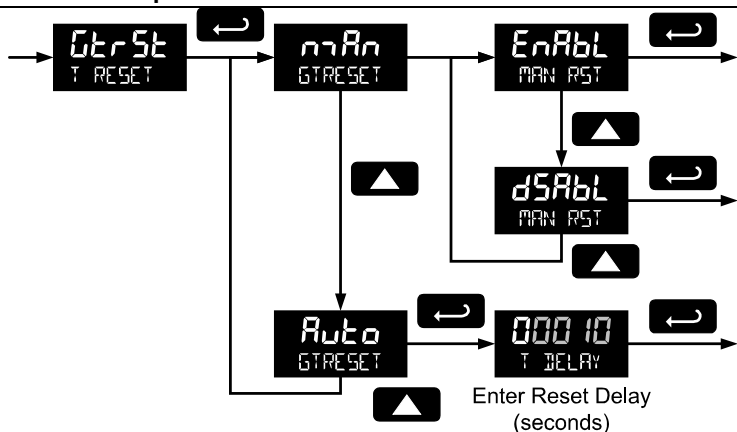 GtrSt
T RESET
mAn
GTRESET
EnAbL
MAN RST
dSAbL
MAN RST
Auto
GTRESET
00010
T DELAY
Enter Reset Delay
(seconds)